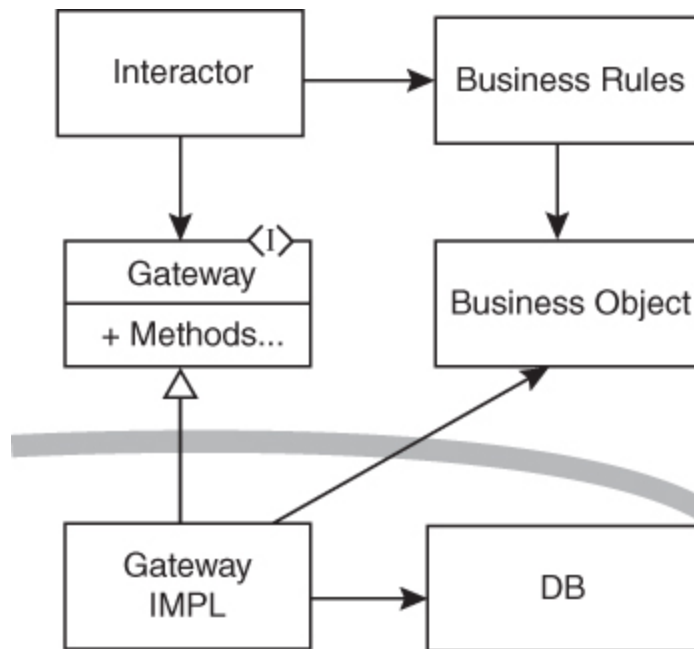 Interactor
Business Rules
<I>
Gateway
+ Methods...
Business Object
Gateway
IMPL
DB